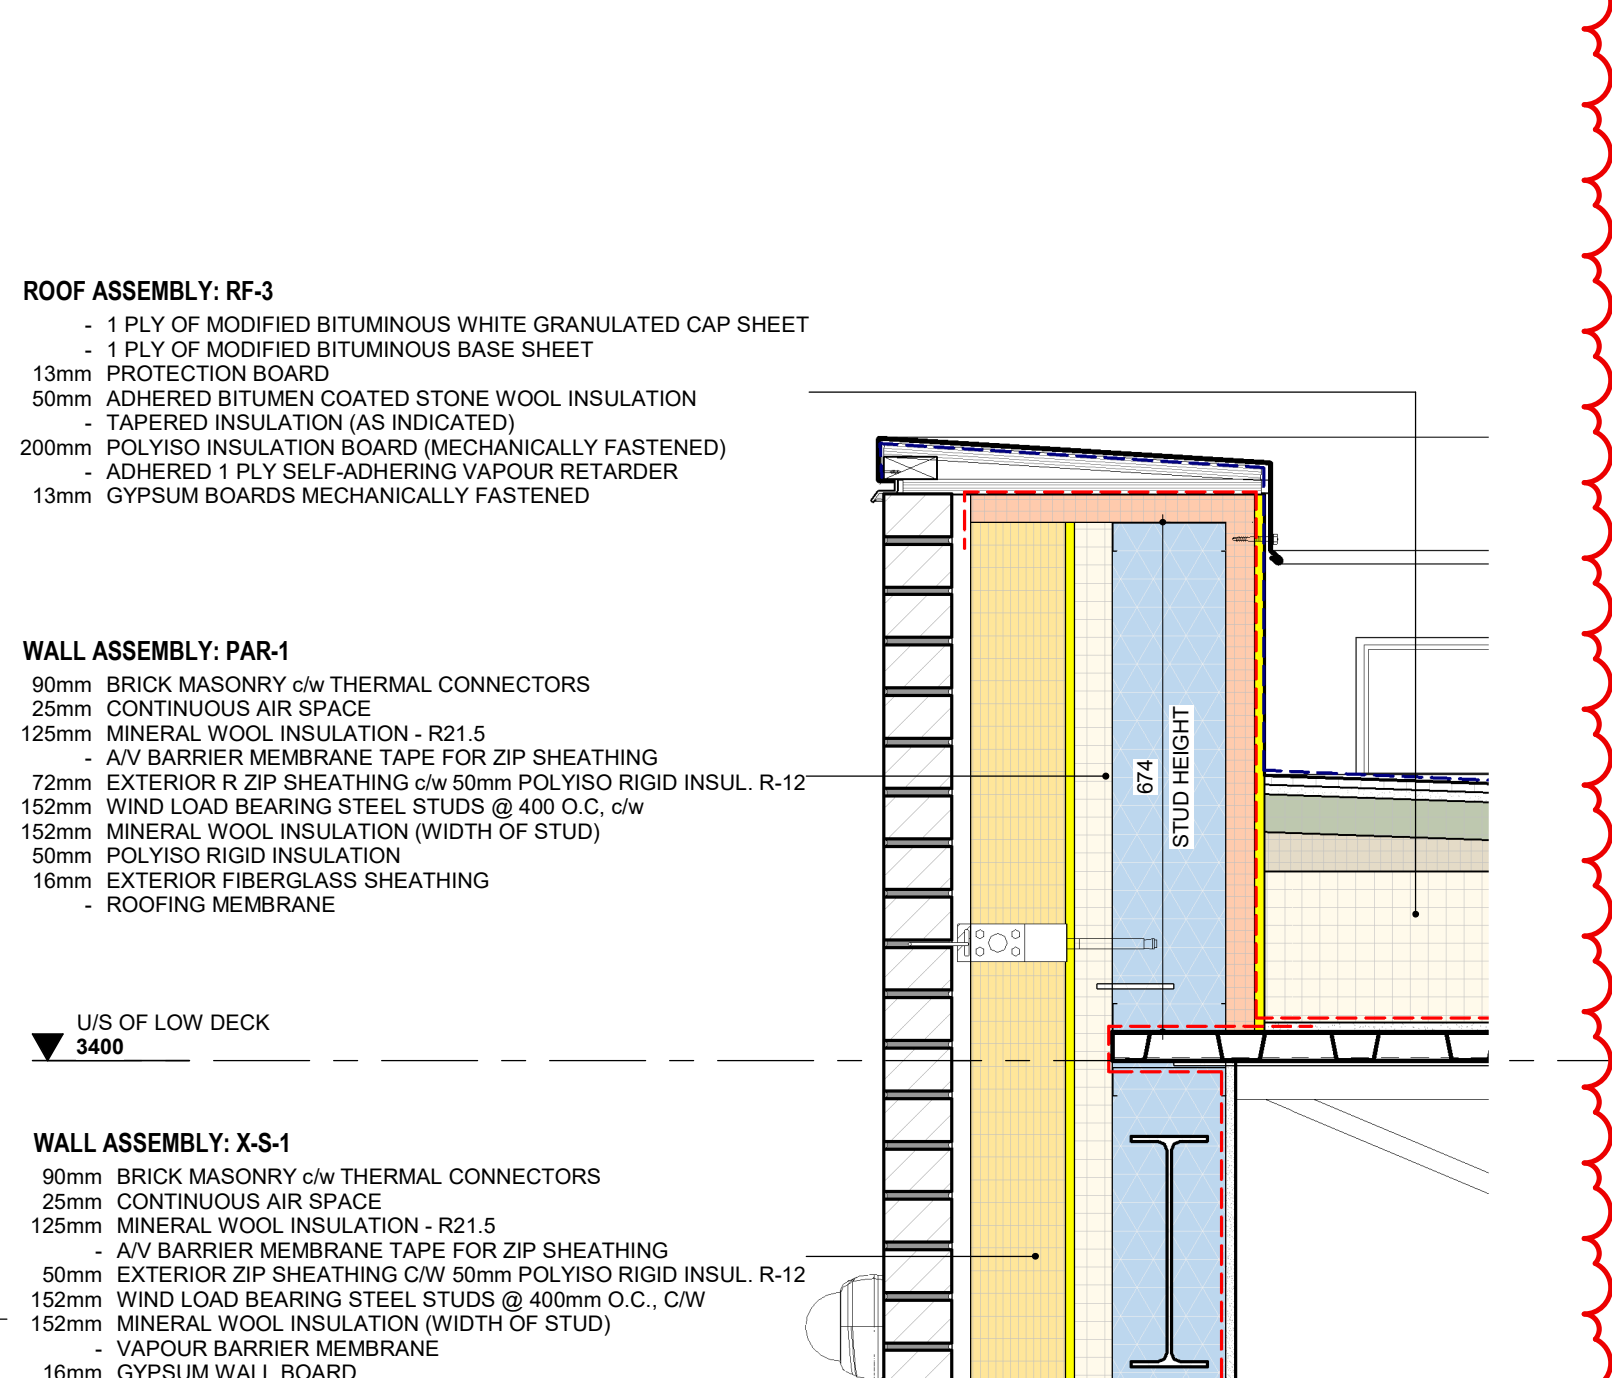 ROOF ASSEMBLY: RF-3
- 1 PLY OF MODIFIED BITUMINOUS WHITE GRANULATED CAP SHEET
- 1 PLY OF MODIFIED BITUMINOUS BASE SHEET
13mm PROTECTION BOARD
50mm ADHERED BITUMEN COATED STONE WOOL INSULATION
- TAPERED INSULATION (AS INDICATED)
200mm POLYISO INSULATION BOARD (MECHANICALLY FASTENED)
- ADHERED 1 PLY SELF-ADHERING VAPOUR RETARDER
13mm GYPSUM BOARDS MECHANICALLY FASTENED
WALL ASSEMBLY: PAR-1
90mm BRICK MASONRY c/w THERMAL CONNECTORS
25mm CONTINUOUS AIR SPACE
125mm MINERAL WOOL INSULATION - R21.5
- A/V BARRIER MEMBRANE TAPE FOR ZIP SHEATHING
72mm EXTERIOR R ZIP SHEATHING c/w 50mm POLYISO RIGID INSUL. R-12
152mm WIND LOAD BEARING STEEL STUDS @ 400 O.C, c/w
152mm MINERAL WOOL INSULATION (WIDTH OF STUD)
50mm POLYISO RIGID INSULATION
16mm EXTERIOR FIBERGLASS SHEATHING
- ROOFING MEMBRANE
674
STUD HEIGHT
U/S OF LOW DECK
3400
WALL ASSEMBLY: X-S-1
90mm BRICK MASONRY c/w THERMAL CONNECTORS
25mm CONTINUOUS AIR SPACE
125mm MINERAL WOOL INSULATION - R21.5
- A/V BARRIER MEMBRANE TAPE FOR ZIP SHEATHING
50mm EXTERIOR ZIP SHEATHING C/W 50mm POLYISO RIGID INSUL. R-12
152mm WIND LOAD BEARING STEEL STUDS @ 400mm O.C., C/W
152mm MINERAL WOOL INSULATION (WIDTH OF STUD)
- VAPOUR BARRIER MEMBRANE
16mm GYPSUM WALL BOARD